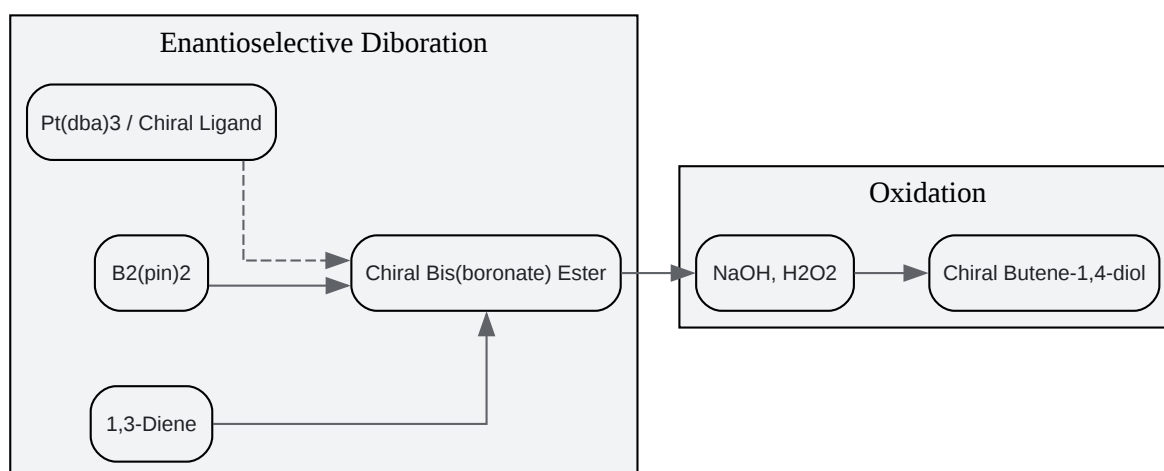 Enantioselective Diboration
Pt(dba)3 / Chiral Ligand
B2(pin)2
Chiral Bis(boronate) Ester
1,3-Diene
Oxidation
NaOH, H2O2
Chiral Butene-1,4-diol